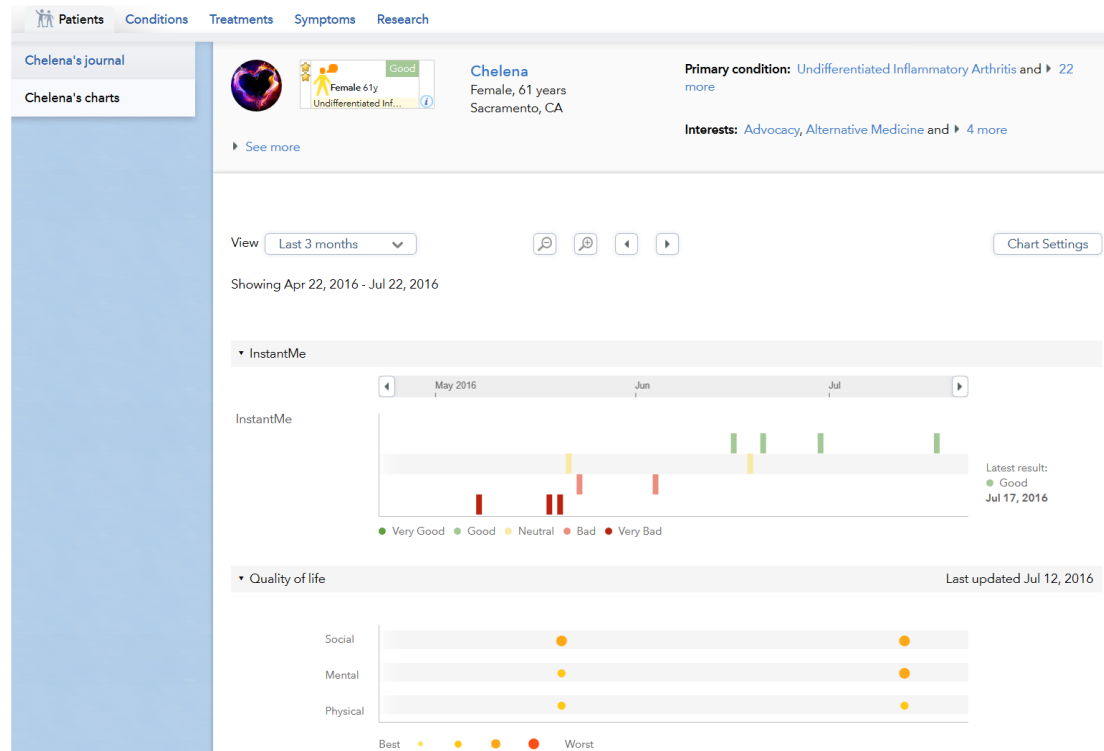 Patients Conditions Treatments Symptoms Research
Chelena's journal
Chelena's charts
Good
Female 61y
Undifferentiated Inf...
i
Chelena
Female, 61 years
Sacramento, CA
Primary condition: Undifferentiated Inflammatory Arthritis and 22
more
Interests: Advocacy, Alternative Medicine and 4 more
See more
View Last 3 months
Chart Settings
Showing Apr 22, 2016 - Jul 22, 2016
InstantMe
May 2016 Jun Jul
InstantMe
Latest result:
Good
Jul 17, 2016
Very Good Good Neutral Bad Very Bad
Quality of life Last updated Jul 12, 2016
Social
Mental
Physical
Best Worst